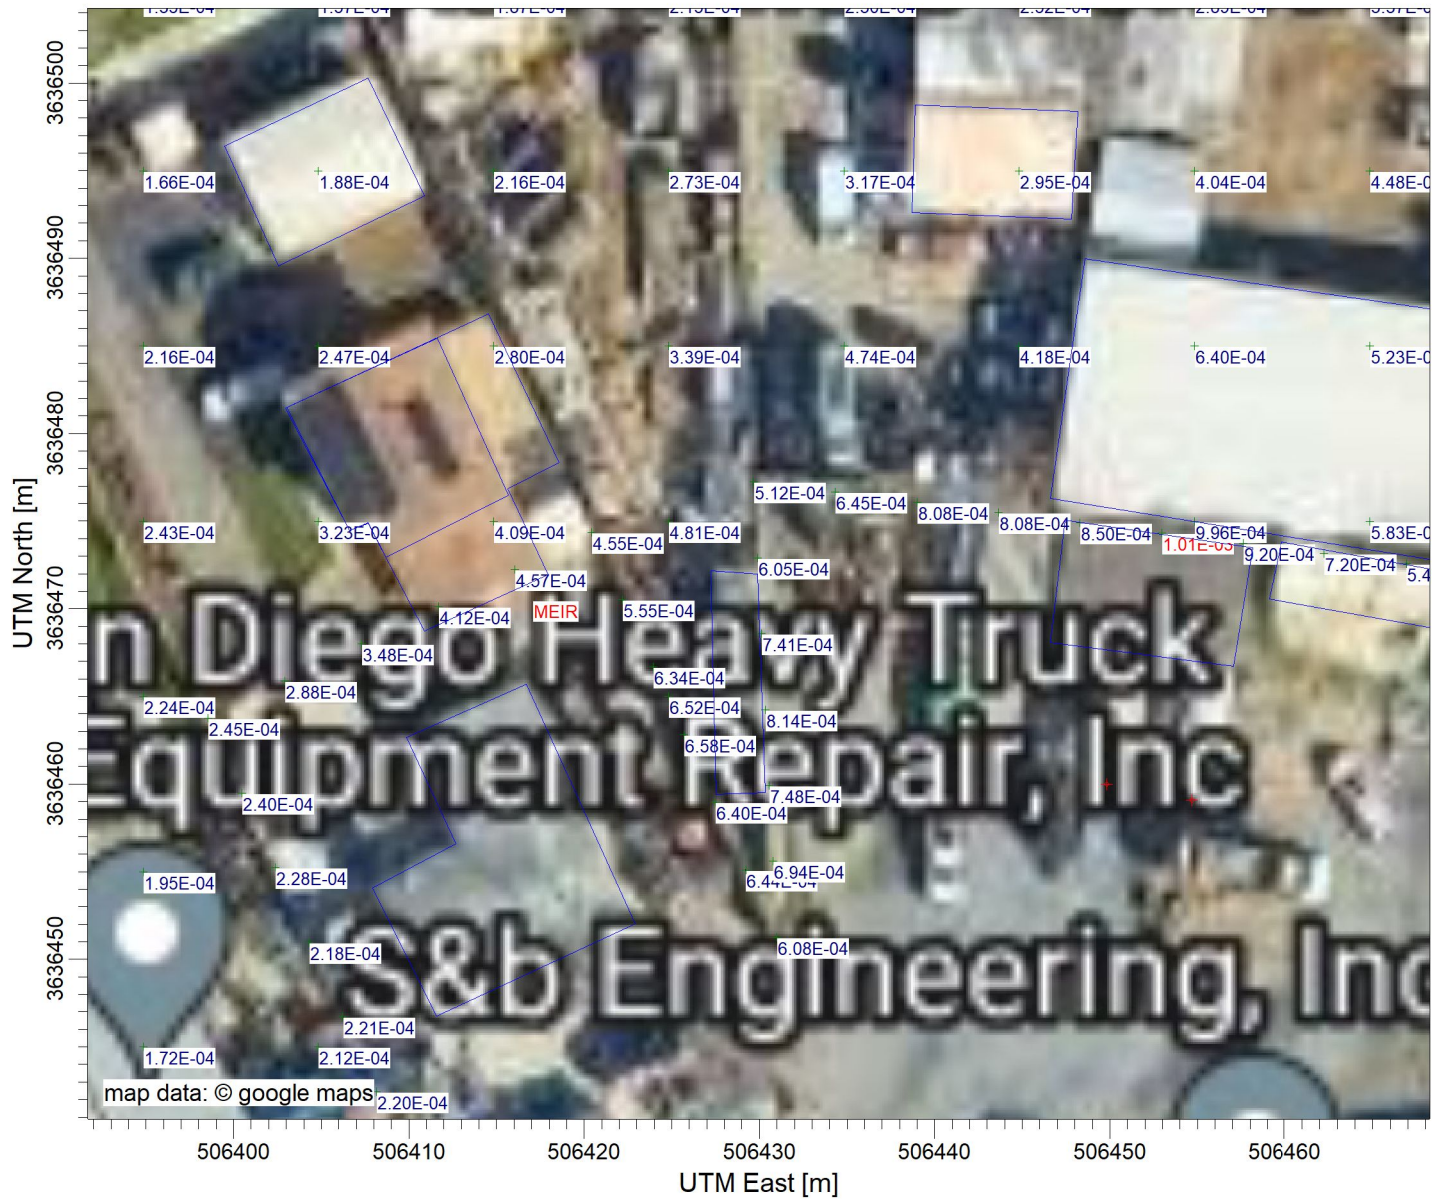 1.66E-04 1.88E-04 2.16E-04 2.73E-04 3.17E-04 2.95E-04 4.04E-04
2.16E-04 2.47E-04 2.80E-04 3.39E-04 4.74E-04 4.18E-04 6.40E-04
5.12E-04 6.45E-04 8.08E-04 8.08E-04 8.50E-04 9.96E-04
2.43E-04 3.23E-04 4.09E-04 4.55E-04 4.81E-04 1.01E-03 9.20E-04 7.20E-04
4.57E-04 6.05E-04
4.12E-04 MEIR 5.55E-04
n Diego Heavy Truck
3.48E-04 7.41E-04
2.88E-04 6.34E-04
2.24E-04 2.45E-04 6.52E-04 8.14E-04
Equipment Repair, Inc
6.58E-04
2.40E-04 6.40E-04 7.48E-04
1.95E-04 2.28E-04 6.94E-04
2.18E-04 6.08E-04
S&b Engineering, Inc
2.21E-04
1.72E-04 2.12E-04
map data: © google maps 2.20E-04
3636500
3636490
3636480
3636470
3636460
3636450
UTM North [m]
506400 506410 506420 506430 506440 506450 506460
UTM East [m]